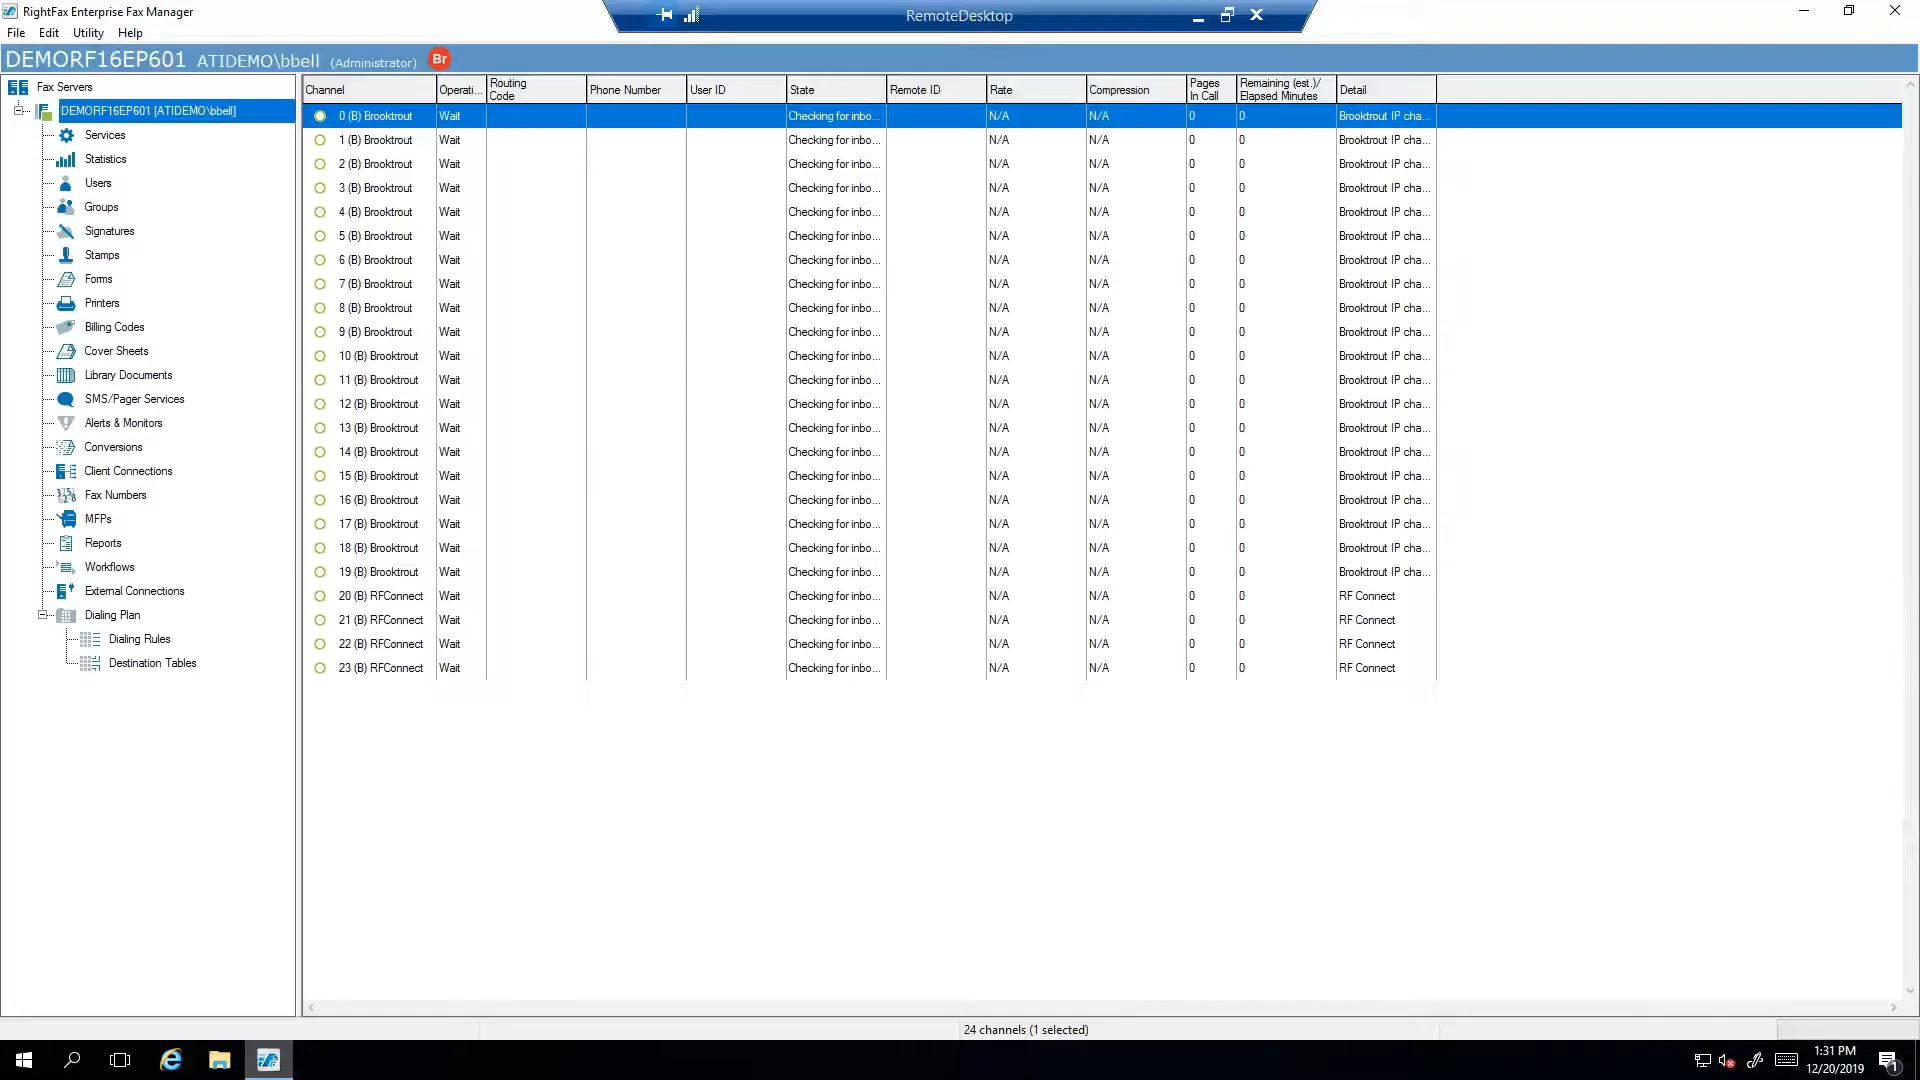 RightFax Enterprise Fax Manager
RemoteDesktop
File Edit Utility Help
DEMORF16EP601 ATIDEMO\bbell (Administrator) Br
Fax Servers
DEMORF16EP601 [ATIDEMO\bbell]
Services
Statistics
Users
Groups
Signatures
Stamps
Forms
Printers
Billing Codes
Cover Sheets
Library Documents
SMS/Pager Services
Alerts & Monitors
Conversions
Client Connections
Fax Numbers
MFPs
Reports
Workflows
External Connections
Dialing Plan
Dialing Rules
Destination Tables
Channel Operati... Routing Code Phone Number User ID State Remote ID Rate Compression Pages In Call Remaining (est.)/ Elapsed Minutes Detail
0 (B) Brooktrout Wait Checking for inbo... N/A N/A 0 0 Brooktrout IP cha...
1 (B) Brooktrout Wait Checking for inbo... N/A N/A 0 0 Brooktrout IP cha...
2 (B) Brooktrout Wait Checking for inbo... N/A N/A 0 0 Brooktrout IP cha...
3 (B) Brooktrout Wait Checking for inbo... N/A N/A 0 0 Brooktrout IP cha...
4 (B) Brooktrout Wait Checking for inbo... N/A N/A 0 0 Brooktrout IP cha...
5 (B) Brooktrout Wait Checking for inbo... N/A N/A 0 0 Brooktrout IP cha...
6 (B) Brooktrout Wait Checking for inbo... N/A N/A 0 0 Brooktrout IP cha...
7 (B) Brooktrout Wait Checking for inbo... N/A N/A 0 0 Brooktrout IP cha...
8 (B) Brooktrout Wait Checking for inbo... N/A N/A 0 0 Brooktrout IP cha...
9 (B) Brooktrout Wait Checking for inbo... N/A N/A 0 0 Brooktrout IP cha...
10 (B) Brooktrout Wait Checking for inbo... N/A N/A 0 0 Brooktrout IP cha...
11 (B) Brooktrout Wait Checking for inbo... N/A N/A 0 0 Brooktrout IP cha...
12 (B) Brooktrout Wait Checking for inbo... N/A N/A 0 0 Brooktrout IP cha...
13 (B) Brooktrout Wait Checking for inbo... N/A N/A 0 0 Brooktrout IP cha...
14 (B) Brooktrout Wait Checking for inbo... N/A N/A 0 0 Brooktrout IP cha...
15 (B) Brooktrout Wait Checking for inbo... N/A N/A 0 0 Brooktrout IP cha...
16 (B) Brooktrout Wait Checking for inbo... N/A N/A 0 0 Brooktrout IP cha...
17 (B) Brooktrout Wait Checking for inbo... N/A N/A 0 0 Brooktrout IP cha...
18 (B) Brooktrout Wait Checking for inbo... N/A N/A 0 0 Brooktrout IP cha...
19 (B) Brooktrout Wait Checking for inbo... N/A N/A 0 0 Brooktrout IP cha...
20 (B) RFConnect Wait Checking for inbo... N/A N/A 0 0 RF Connect
21 (B) RFConnect Wait Checking for inbo... N/A N/A 0 0 RF Connect
22 (B) RFConnect Wait Checking for inbo... N/A N/A 0 0 RF Connect
23 (B) RFConnect Wait Checking for inbo... N/A N/A 0 0 RF Connect
24 channels (1 selected)
1:31 PM
12/20/2019
1